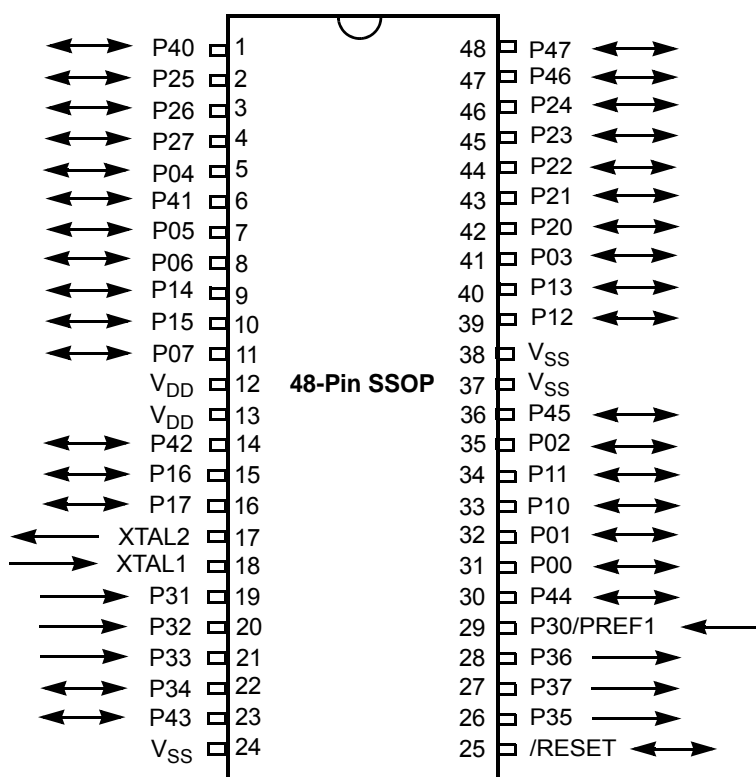 P40 1 48 P47
P25 2 47 P46
P26 3 46 P24
P27 4 45 P23
P04 5 44 P22
P41 6 43 P21
P05 7 42 P20
P06 8 41 P03
P14 9 40 P13
P15 10 39 P12
P07 11 38 VSS
VDD 12 48-Pin SSOP 37 VSS
VDD 13 36 P45
P42 14 35 P02
P16 15 34 P11
P17 16 33 P10
XTAL2 17 32 P01
XTAL1 18 31 P00
P31 19 30 P44
P32 20 29 P30/PREF1
P33 21 28 P36
P34 22 27 P37
P43 23 26 P35
VSS 24 25 /RESET